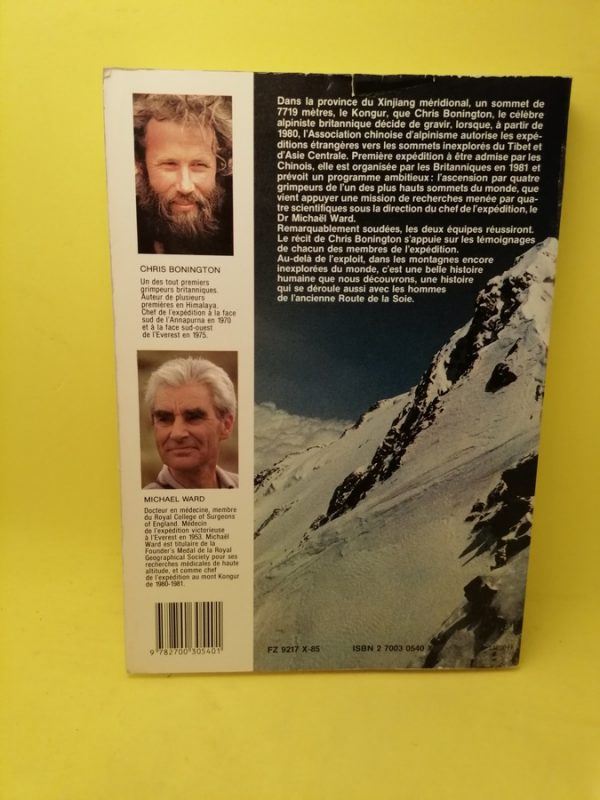 Dans la province du Xinjiang méridional, un sommet de
7719 mètres, le Kongur, que Chris Bonington, le célèbre
alpiniste britannique décide de gravir, lorsque, à partir de
1980, l'Association chinoise d'alpinisme autorise les expé-
ditions étrangères vers les sommets inexplorés du Tibet et
d'Asie Centrale. Première expédition à être admise par les
Chinois, elle est organisée par les Britanniques en 1981 et
prévoit un programme ambitieux : l'ascension par quatre
grimpeurs de l'un des plus hauts sommets du monde, que
vient appuyer une mission de recherches menée par qua-
tre scientifiques sous la direction du chef de l'expédition, le
Dr Michaël Ward.
Remarquablement soudées, les deux équipes réussiront.
Le récit de Chris Bonington s'appuie sur les témoignages
de chacun des membres de l'expédition.
Au-delà de l'exploit, dans les montagnes encore
inexplorées du monde, c'est une belle histoire
humaine que nous découvrons, une histoire
qui se déroule aussi avec les hommes
de l'ancienne Route de la Soie.
CHRIS BONINGTON
Un des tout premiers
grimpeurs britanniques.
Auteur de plusieurs
premières en Himalaya.
Chef de l'expédition à la face
sud de l'Annapurna en 1970
et à la face sud-ouest
de l'Everest en 1975.
MICHAEL WARD
Docteur en médecine, membre
du Royal College of Surgeons
of England. Médecin
de l'expédition victorieuse
à l'Everest en 1953. Michaël
Ward est titulaire de la
Founder's Medal de la Royal
Geographical Society pour ses
recherches médicales de haute
altitude, et comme chef
de l'expédition au mont Kongur
de 1980-1981.
9 782700 305401
FZ 9217 X-85 ISBN 2 7003 0540